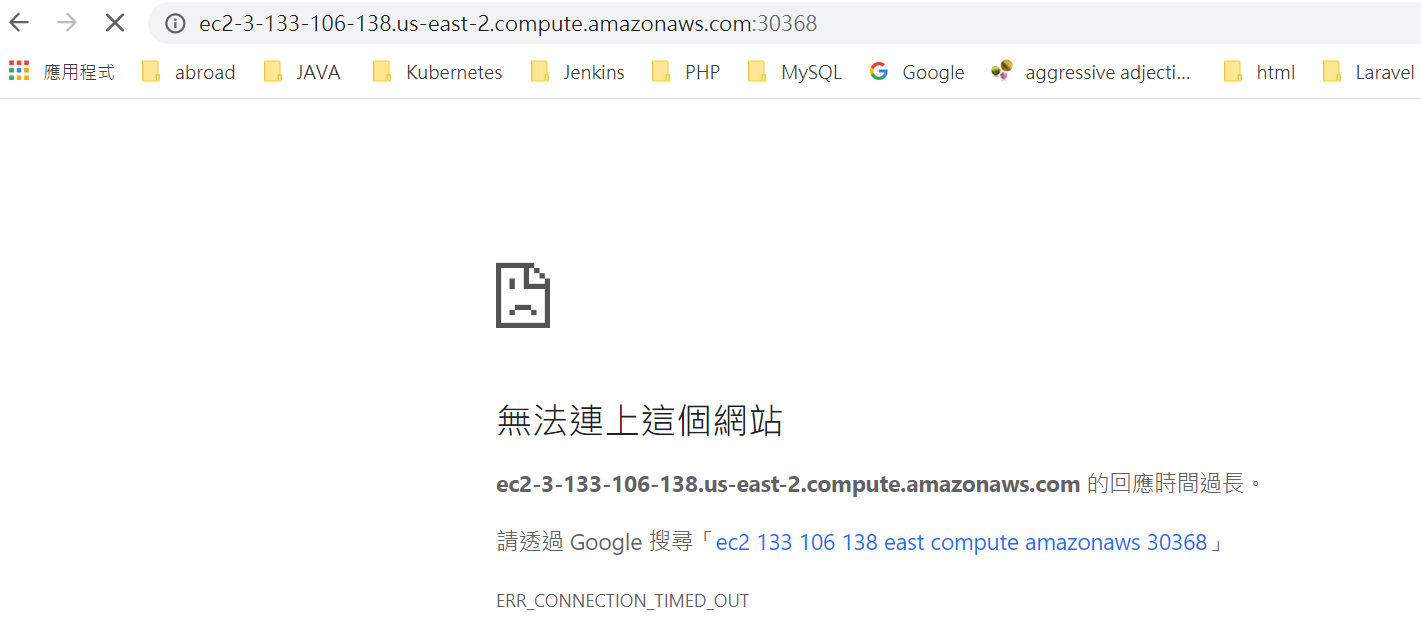 ec2-3-133-106-138.us-east-2.compute.amazonaws.com:30368
應用程式 abroad JAVA Kubernetes Jenkins PHP MySQL Google aggressive adjecti... html Laravel
無法連上這個網站
ec2-3-133-106-138.us-east-2.compute.amazonaws.com 的回應時間過長。
請透過 Google 搜尋「ec2 133 106 138 east compute amazonaws 30368」
ERR_CONNECTION_TIMED_OUT